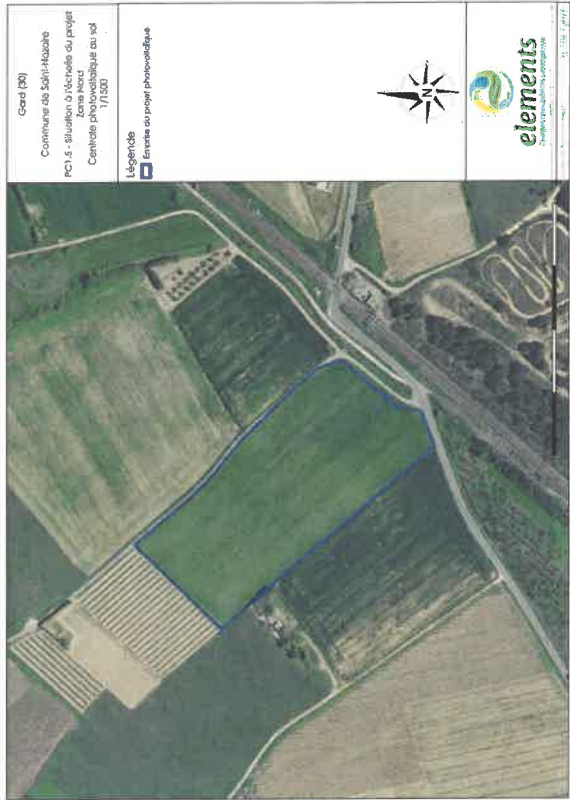 Gard (30)
Commune de Saint-Nazaire
PC1.5 - Situation à l'échelle du projet
Zone Nord
Centrale photovoltaïque au sol
1/1500
Légende
Emprise du projet photovoltaïque
N
elements